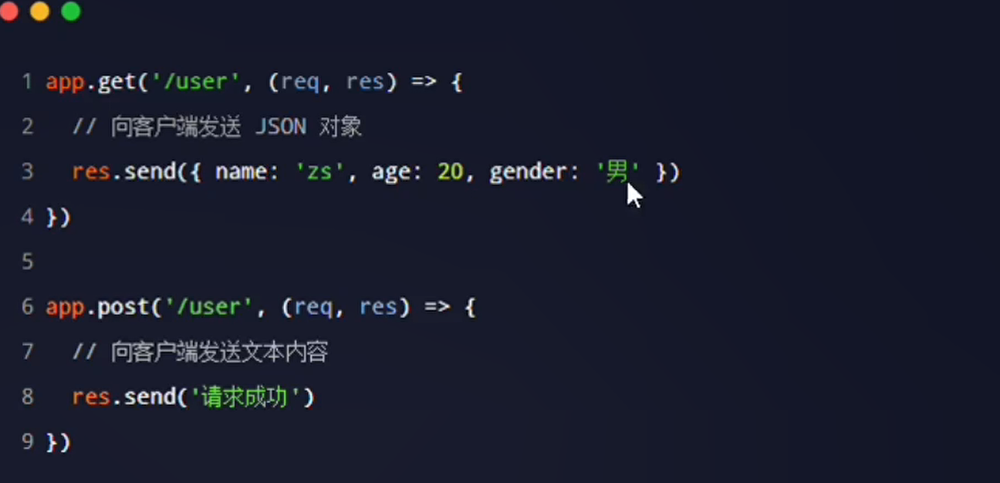 1 app.get('/user', (req, res) => {
2   // 向客户端发送 JSON 对象
3   res.send({ name: 'zs', age: 20, gender: '男' })
4 })
5
6 app.post('/user', (req, res) => {
7   // 向客户端发送文本内容
8   res.send('请求成功')
9 })